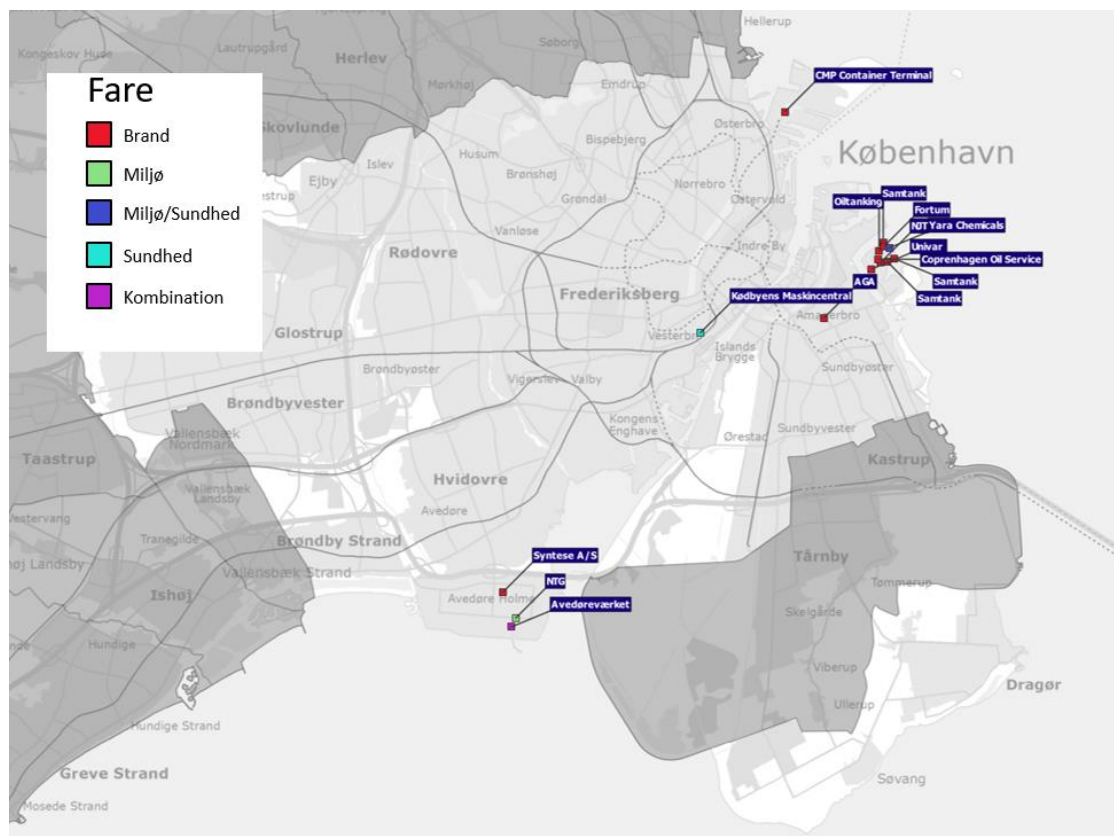 Hellerup
Kongeskov Huse
Lautrupgård
Herlev
Søborg
Mørkhøj
Emdrup
CMP Container Terminal
Fare
Brand
Miljø
Miljø/Sundhed
Sundhed
Kombination
Skovlunde
Østerbro
Bispebjerg
København
Husum
Islev
Ejby
Brønshøj
Nørrebro
Grøndal
Østervold
Samtank
Oiltanking
Fortum
NJT Yara Chemicals
Vanløse
Indre By
Univar
Coprenhagen Oil Service
Rødovre
AGA
Samtank
Frederiksberg
Kødbyens Maskincentral
Samtank
Amagerbro
Glostrup
Vesterbro
Islands
Brygge
Brøndbyøster
Vigerslev
Valby
Sundbyøster
Brøndbyvester
Kongens
Enghave
Sundbyvester
Vallensbæk
Nordmark
Ørestad
Taastrup
Kastrup
Hvidovre
Vallensbæk
Landsby
Avedøre
Vestervang
Tranegilde
Brøndby Strand
Syntese A/S
Tårnby
høj Landsby
Vallensbæk Strand
NTG
Tømmerup
Ishøj
Avedøre Holme
Avedøreværket
Skelgårde
Hundige
Viberup
Dragør
Ullerup
Hundige Strand
Greve Strand
Søvang
Mosede Strand